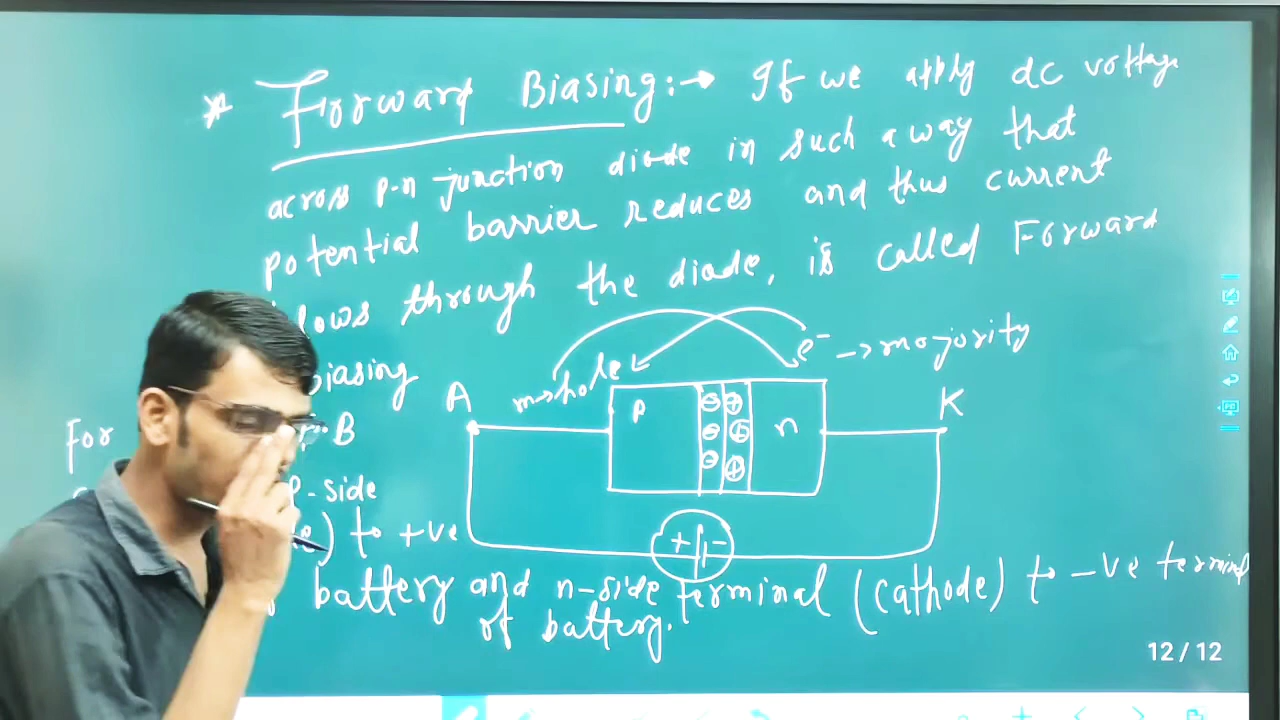 * Forward Biasing:→ If we apply dc voltage
across p-n junction diode in such a way that
potential barrier reduces and thus current
lows through the diode, is called Forward
biasing
m→hole e⁻→majority
A K
p n
⊖ ⊕
⊖ ⊕
⊖ ⊕
For B
p-side
) to +ve
+ -
battery and n-side terminal (cathode) to -ve terminal
of battery.
12/12